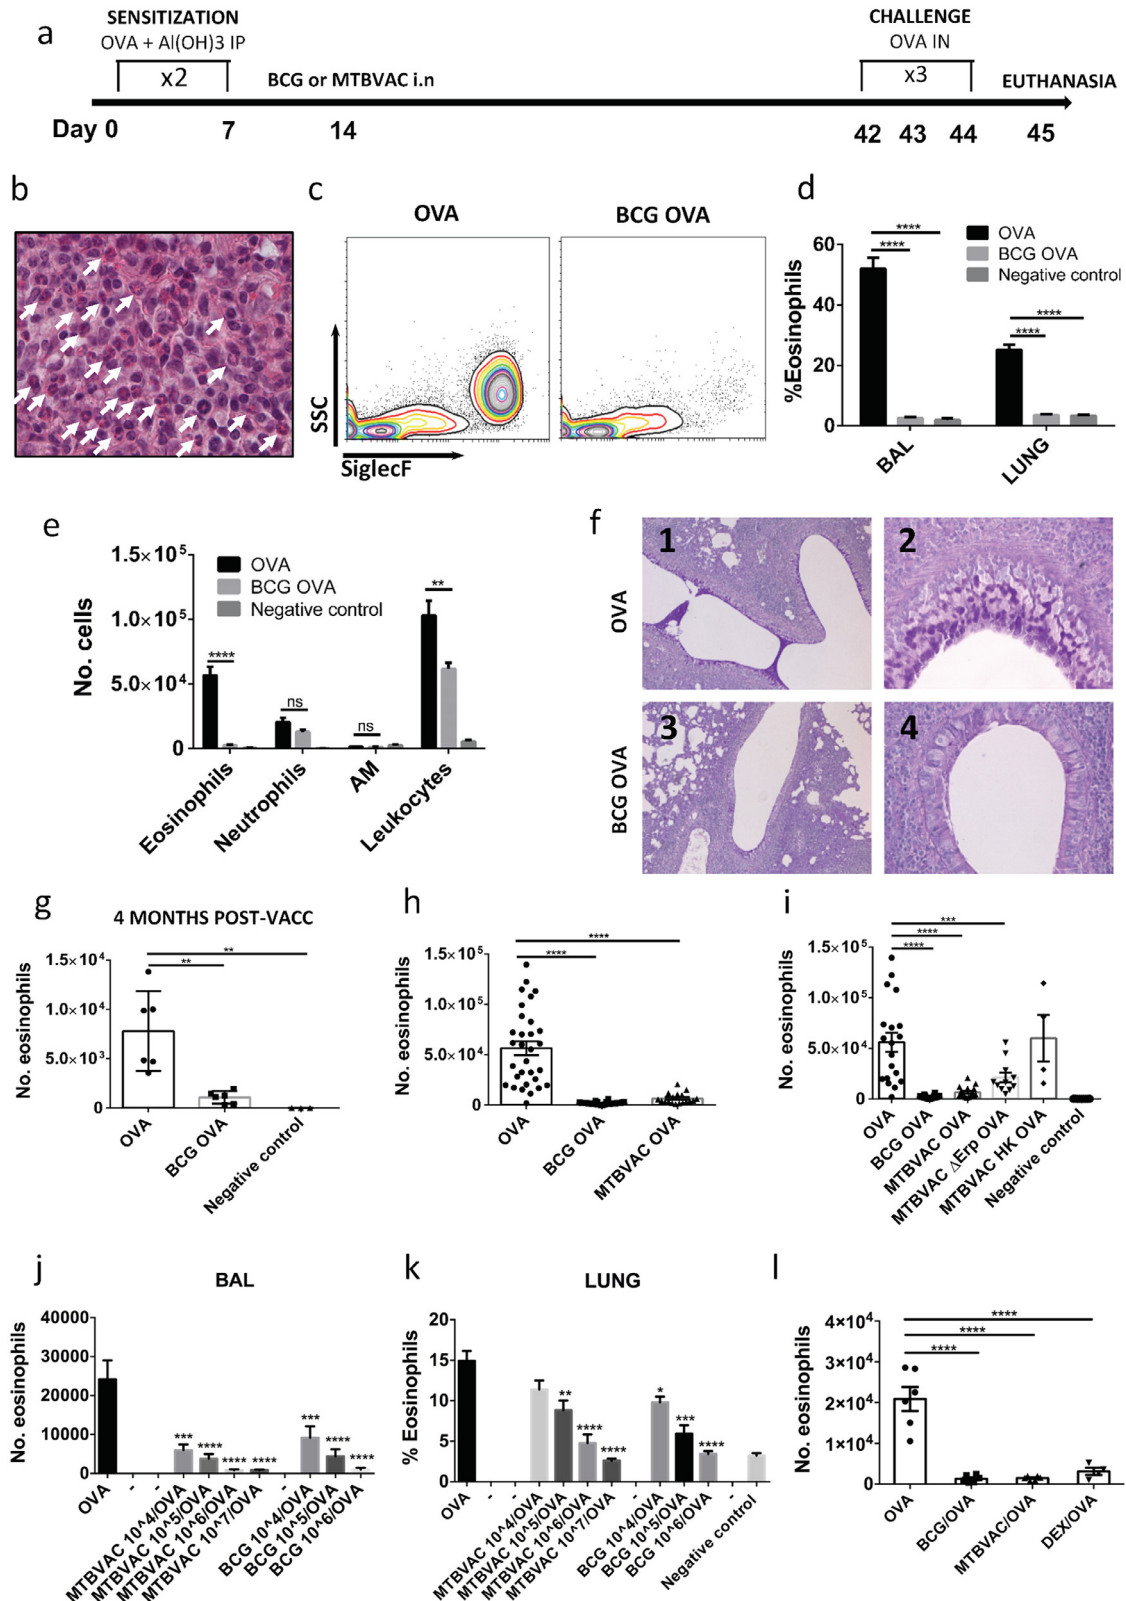 a
SENSITIZATION
OVA + Al(OH)3 IP
x2
BCG or MTBVAC i.n
CHALLENGE
OVA IN
x3
EUTHANASIA
Day 0 7 14 42 43 44 45
b
c
OVA BCG OVA
SSC
SiglecF
d
%Eosinophils
60
40
20
0
**** ****
**** ****
OVA
BCG OVA
Negative control
BAL LUNG
e
No. cells
1.5×10^5
1.0×10^5
5.0×10^4
0
OVA
BCG OVA
Negative control
**** ns ns **
Eosinophils Neutrophils AM Leukocytes
f
OVA
BCG OVA
1 2
3 4
g
4 MONTHS POST-VACC
No. eosinophils
1.5×10^4
1.0×10^4
5.0×10^3
0
**
**
OVA BCG OVA Negative control
h
No. eosinophils
1.5×10^5
1.0×10^5
5.0×10^4
0
****
****
OVA BCG OVA MTBVAC OVA
i
No. eosinophils
1.5×10^5
1.0×10^5
5.0×10^4
0
***
****
****
OVA BCG OVA MTBVAC OVA MTBVAC ΔErp OVA MTBVAC HK OVA Negative control
j
BAL
No. eosinophils
40000
30000
20000
10000
0
*** **** **** **** *** **** ****
OVA - - MTBVAC 10^4/OVA MTBVAC 10^5/OVA MTBVAC 10^6/OVA MTBVAC 10^7/OVA - BCG 10^4/OVA BCG 10^5/OVA BCG 10^6/OVA
k
LUNG
% Eosinophils
20
15
10
5
0
** **** **** * *** ****
OVA - - MTBVAC 10^4/OVA MTBVAC 10^5/OVA MTBVAC 10^6/OVA MTBVAC 10^7/OVA - BCG 10^4/OVA BCG 10^5/OVA BCG 10^6/OVA - Negative control
l
No. eosinophils
4×10^4
3×10^4
2×10^4
1×10^4
0
****
****
****
OVA BCG/OVA MTBVAC/OVA DEX/OVA